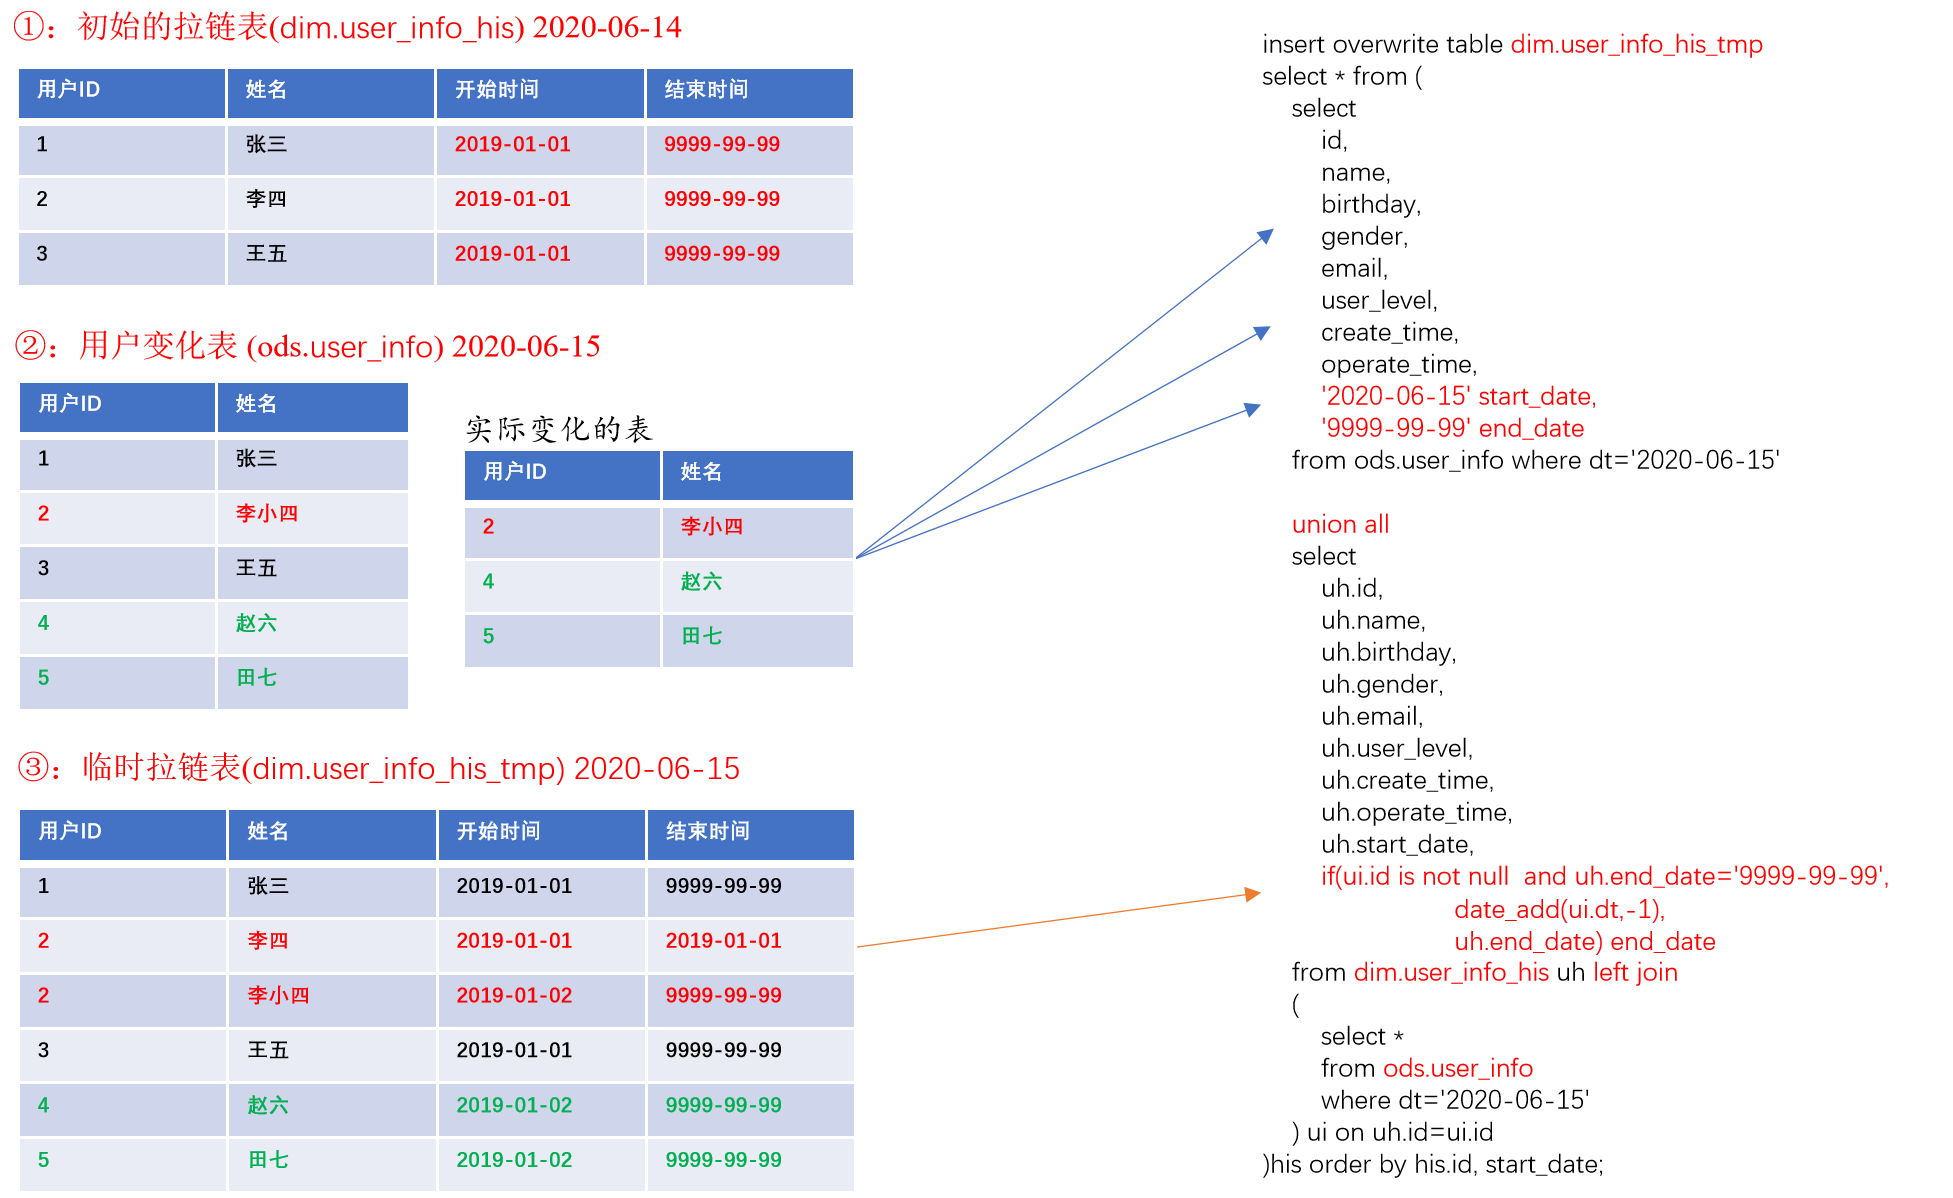 ①：初始的拉链表(dim.user_info_his) 2020-06-14
用户ID 姓名 开始时间 结束时间
1 张三 2019-01-01 9999-99-99
2 李四 2019-01-01 9999-99-99
3 王五 2019-01-01 9999-99-99
②：用户变化表 (ods.user_info) 2020-06-15
用户ID 姓名
1 张三
2 李小四
3 王五
4 赵六
5 田七
实际变化的表
用户ID 姓名
2 李小四
4 赵六
5 田七
③：临时拉链表(dim.user_info_his_tmp) 2020-06-15
用户ID 姓名 开始时间 结束时间
1 张三 2019-01-01 9999-99-99
2 李四 2019-01-01 2019-01-01
2 李小四 2019-01-02 9999-99-99
3 王五 2019-01-01 9999-99-99
4 赵六 2019-01-02 9999-99-99
5 田七 2019-01-02 9999-99-99
insert overwrite table dim.user_info_his_tmp
select * from (
select
id,
name,
birthday,
gender,
email,
user_level,
create_time,
operate_time,
'2020-06-15' start_date,
'9999-99-99' end_date
from ods.user_info where dt='2020-06-15'
union all
select
uh.id,
uh.name,
uh.birthday,
uh.gender,
uh.email,
uh.user_level,
uh.create_time,
uh.operate_time,
uh.start_date,
if(ui.id is not null and uh.end_date='9999-99-99',
date_add(ui.dt,-1),
uh.end_date) end_date
from dim.user_info_his uh left join
(
select *
from ods.user_info
where dt='2020-06-15'
) ui on uh.id=ui.id
)his order by his.id, start_date;